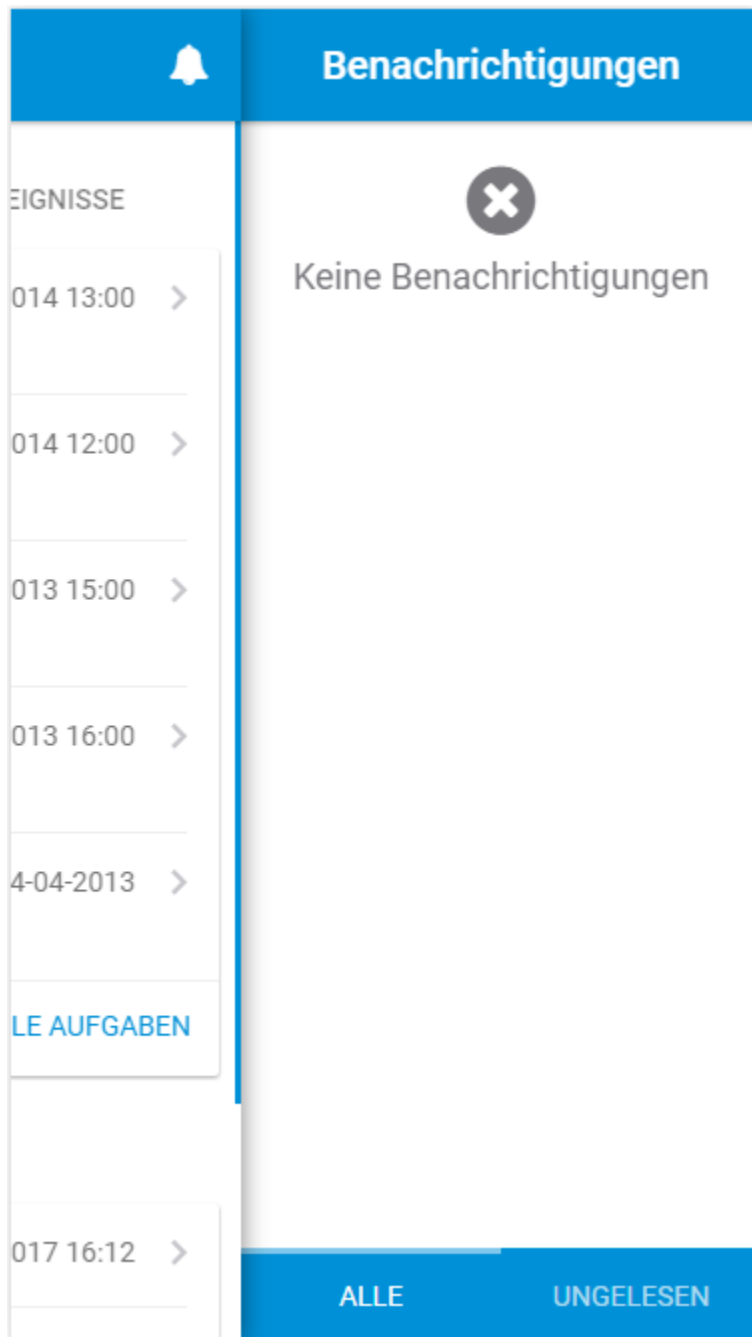 Benachrichtigungen
EIGNISSE
014 13:00
014 12:00
013 15:00
013 16:00
4-04-2013
LE AUFGABEN
017 16:12
Keine Benachrichtigungen
ALLE
UNGELESEN